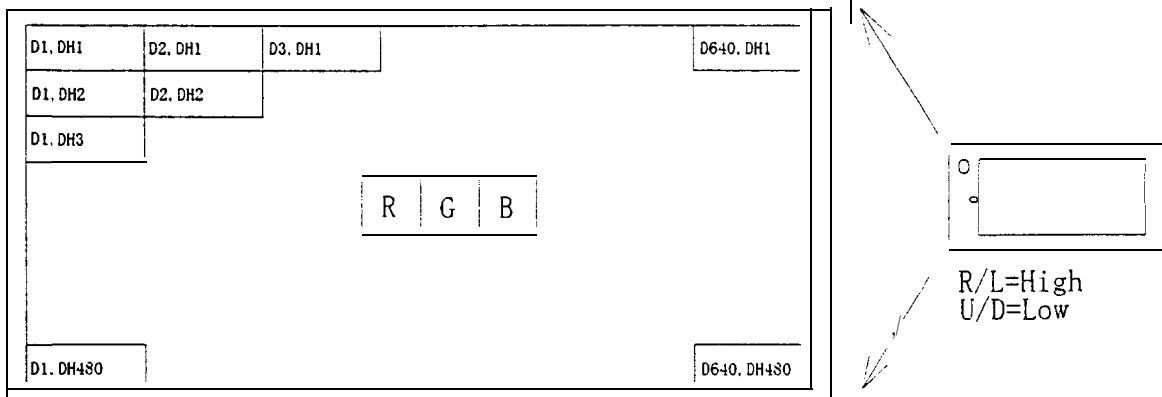 D1, DH1 D2, DH1 D3. DH1 D640, DH1
D1, DH2 D2, DH2
D1. DH3
R G B
R/L=High
U/D=Low
D1. DH480 D640, DH480